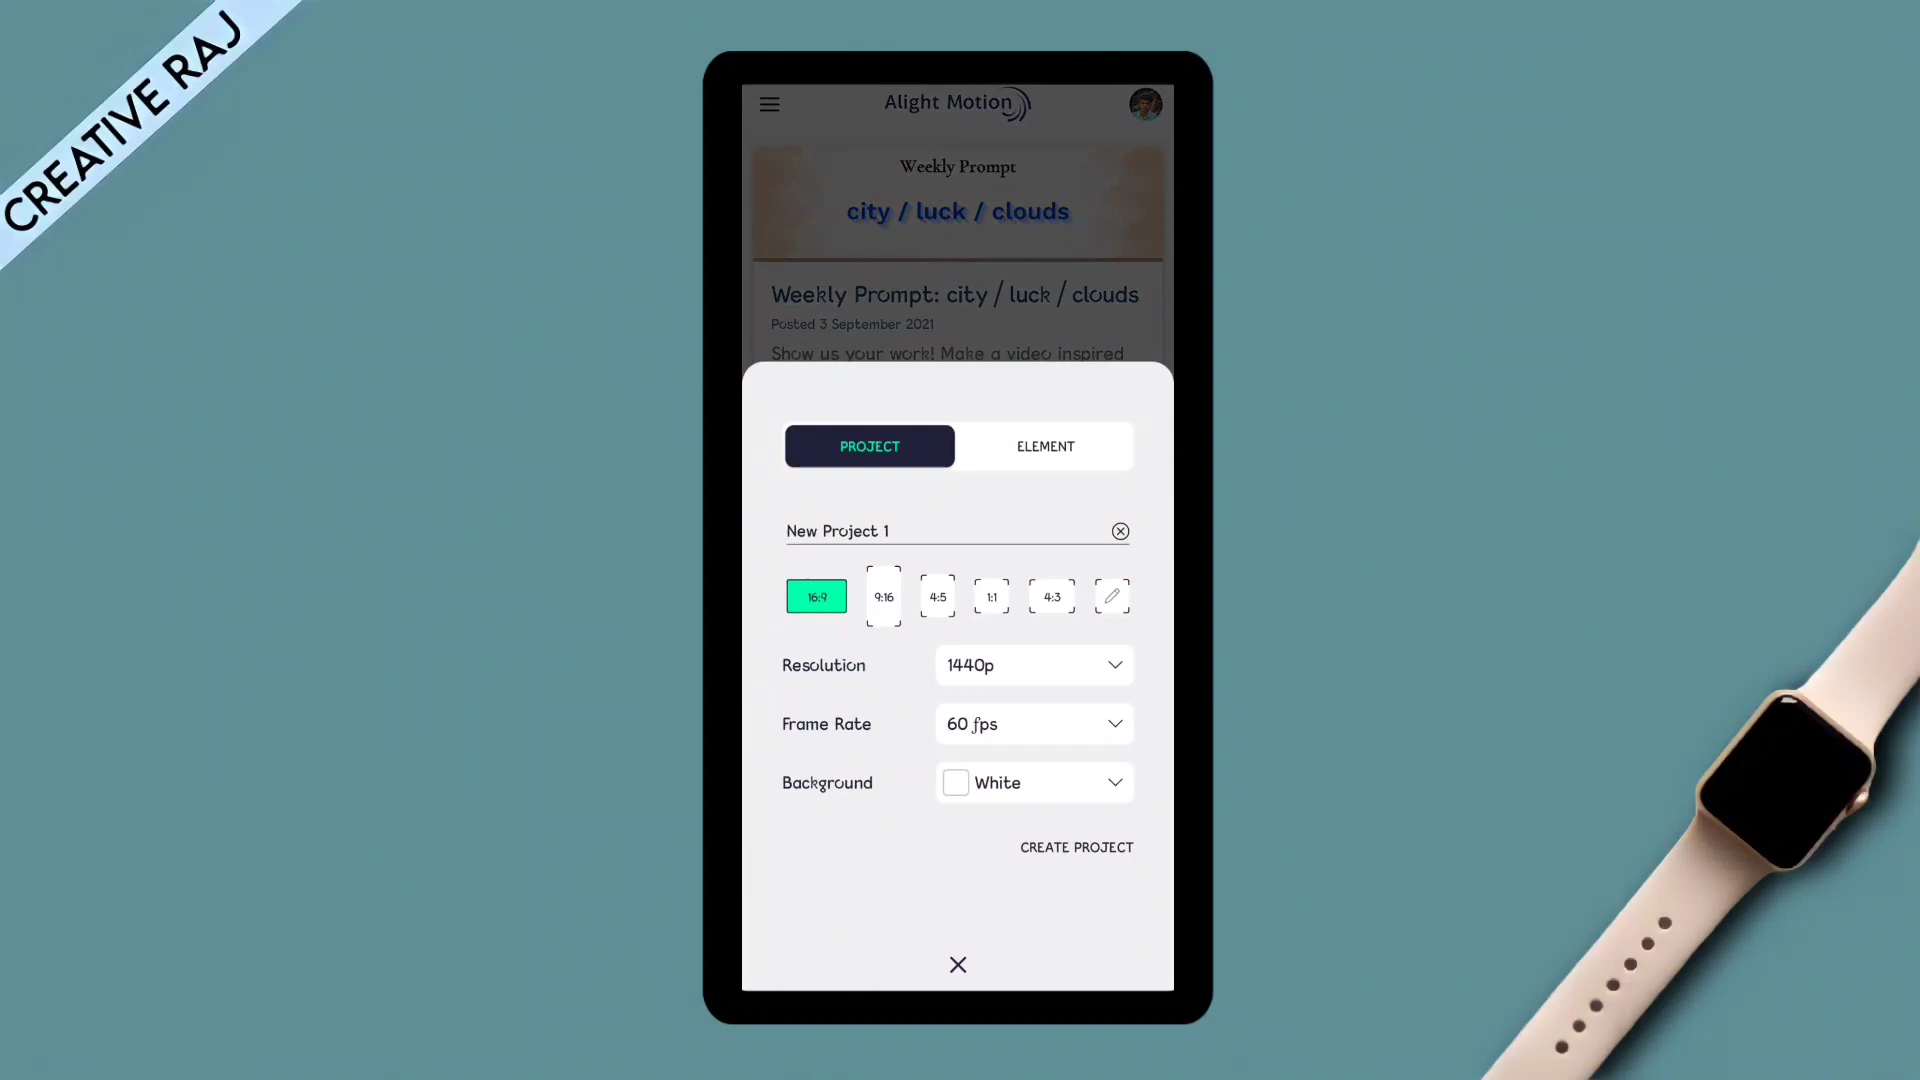 CREATIVE RAJ
Alight Motion
Weekly Prompt
city / luck / clouds
Weekly Prompt: city / luck / clouds
Posted 3 September 2021
Show us your work! Make a video inspired
PROJECT
ELEMENT
New Project 1
16:9
9:16
4:5
1:1
4:3
Resolution
1440p
Frame Rate
60 fps
Background
White
CREATE PROJECT